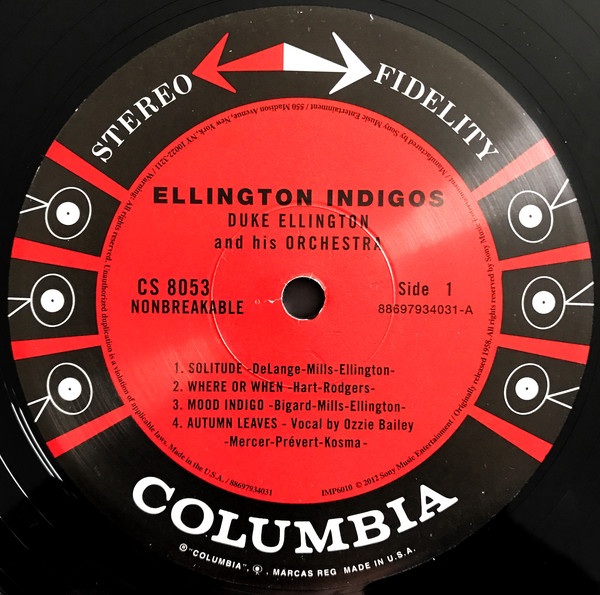 STEREO FIDELITY
ELLINGTON INDIGOS
DUKE ELLINGTON
and his ORCHESTRA
CS 8053
NONBREAKABLE
Side 1
88697934031-A
1. SOLITUDE -DeLange-Mills-Ellington-
2. WHERE OR WHEN -Hart-Rodgers-
3. MOOD INDIGO -Bigard-Mills-Ellington-
4. AUTUMN LEAVES - Vocal by Ozzie Bailey
-Mercer-Prévert-Kosma-
Made in the U.S.A. / 88697934031
IMP6010 © 2012 Sony Music Entertainment / Originally released 1958. All rights reserved by Sony Music Entertainment / 550 Madison Avenue, New York, NY 10022-3211 / Warning: All rights reserved. Unauthorized duplication is a violation of applicable laws.
COLUMBIA
℗ "COLUMBIA", ®, MARCAS REG MADE IN U.S.A.